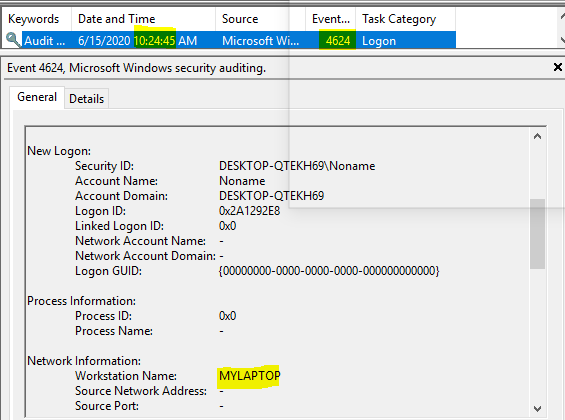 Keywords Date and Time Source Event... Task Category
Audit ... 6/15/2020 10:24:45 AM Microsoft Wi... 4624 Logon
Event 4624, Microsoft Windows security auditing.
General Details
New Logon:
Security ID: DESKTOP-QTEKH69\Noname
Account Name: Noname
Account Domain: DESKTOP-QTEKH69
Logon ID: 0x2A1292E8
Linked Logon ID: 0x0
Network Account Name: -
Network Account Domain: -
Logon GUID: {00000000-0000-0000-0000-000000000000}
Process Information:
Process ID: 0x0
Process Name: -
Network Information:
Workstation Name: MYLAPTOP
Source Network Address: -
Source Port: -